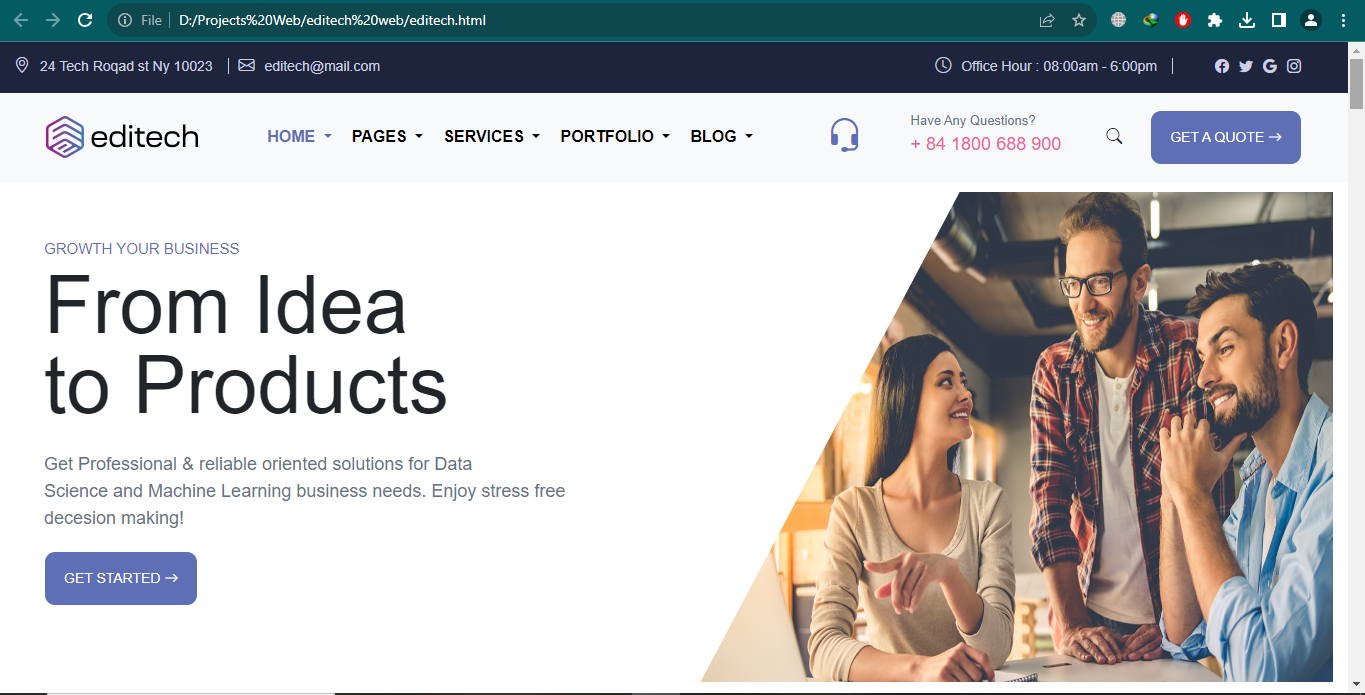 File D:/Projects%20Web/editech%20web/editech.html
24 Tech Roqad st Ny 10023 | editech@mail.com
Office Hour : 08:00am - 6:00pm |
editech
HOME PAGES SERVICES PORTFOLIO BLOG
Have Any Questions?
+ 84 1800 688 900
GET A QUOTE →
GROWTH YOUR BUSINESS
From Idea
to Products
Get Professional & reliable oriented solutions for Data
Science and Machine Learning business needs. Enjoy stress free
decesion making!
GET STARTED →